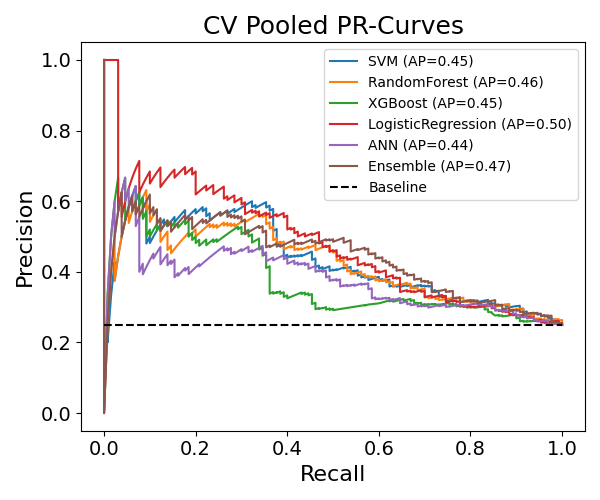 CV Pooled PR-Curves
SVM (AP=0.45)
RandomForest (AP=0.46)
XGBoost (AP=0.45)
LogisticRegression (AP=0.50)
ANN (AP=0.44)
Ensemble (AP=0.47)
Baseline
Precision
1.0
0.8
0.6
0.4
0.2
0.0
0.0 0.2 0.4 0.6 0.8 1.0
Recall